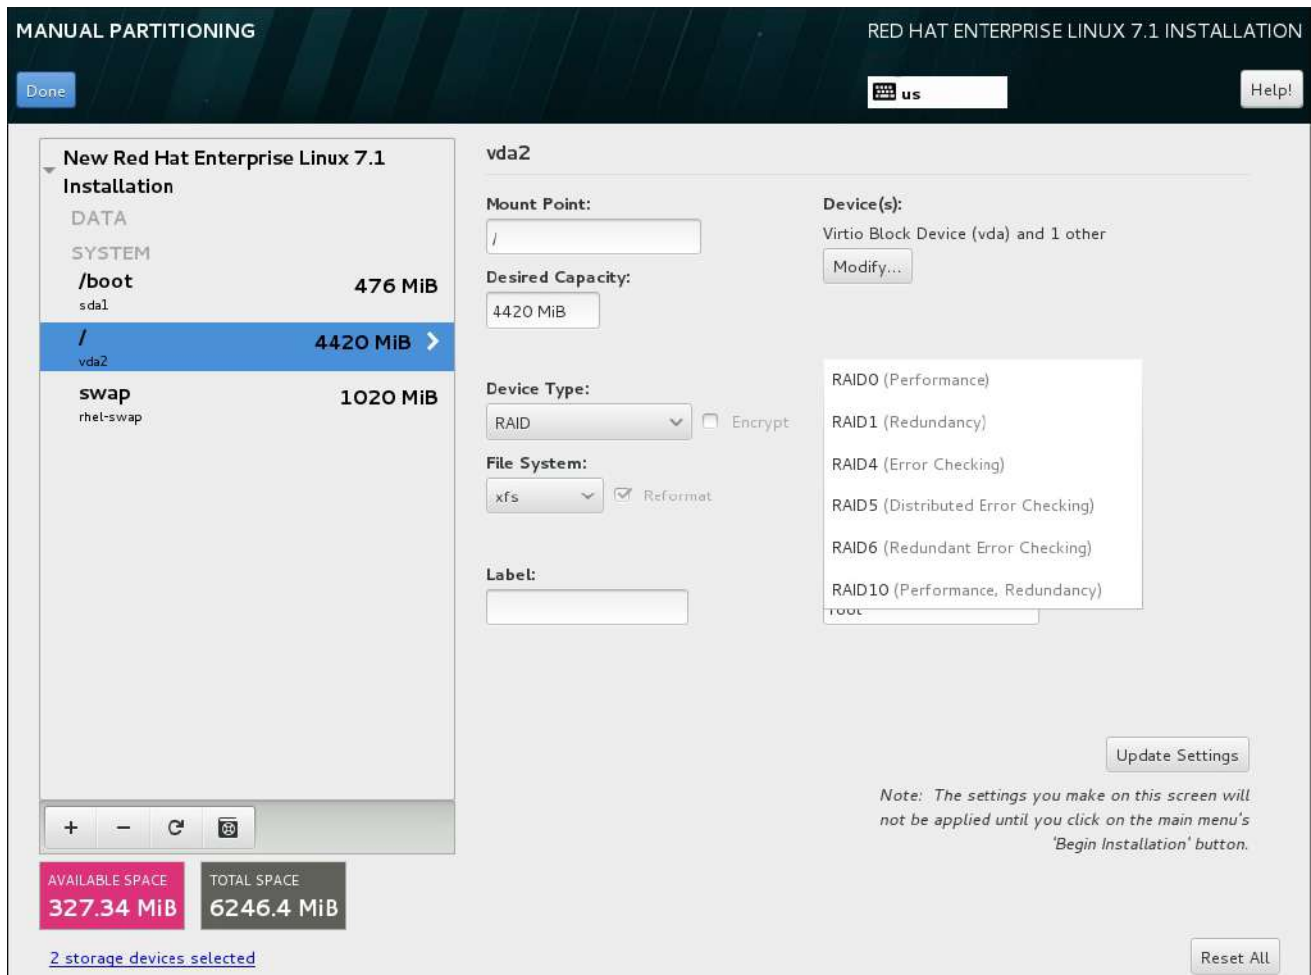 MANUAL PARTITIONING
RED HAT ENTERPRISE LINUX 7.1 INSTALLATION
Done
us
Help!
New Red Hat Enterprise Linux 7.1
Installation
DATA
SYSTEM
/boot 476 MiB
sda1
/ 4420 MiB
vda2
swap 1020 MiB
rhel-swap
vda2
Mount Point:
/
Desired Capacity:
4420 MiB
Device(s):
Virtio Block Device (vda) and 1 other
Modify...
Device Type:
RAID Encrypt
File System:
xfs Reformat
Label:
RAID0 (Performance)
RAID1 (Redundancy)
RAID4 (Error Checking)
RAID5 (Distributed Error Checking)
RAID6 (Redundant Error Checking)
RAID10 (Performance, Redundancy)
root
Update Settings
Note: The settings you make on this screen will
not be applied until you click on the main menu's
'Begin Installation' button.
+ −
AVAILABLE SPACE
327.34 MiB
TOTAL SPACE
6246.4 MiB
2 storage devices selected
Reset All